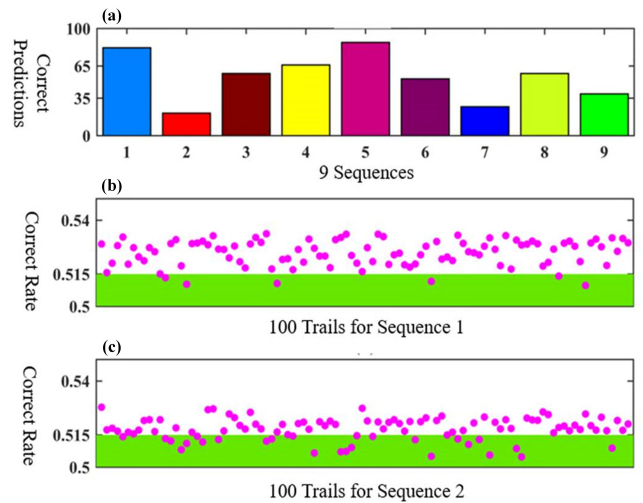 (a)
Correct
Predictions
100
65
35
0
1 2 3 4 5 6 7 8 9
9 Sequences
(b)
Correct Rate
0.54
0.515
0.5
100 Trails for Sequence 1
(c)
Correct Rate
0.54
0.515
0.5
100 Trails for Sequence 2